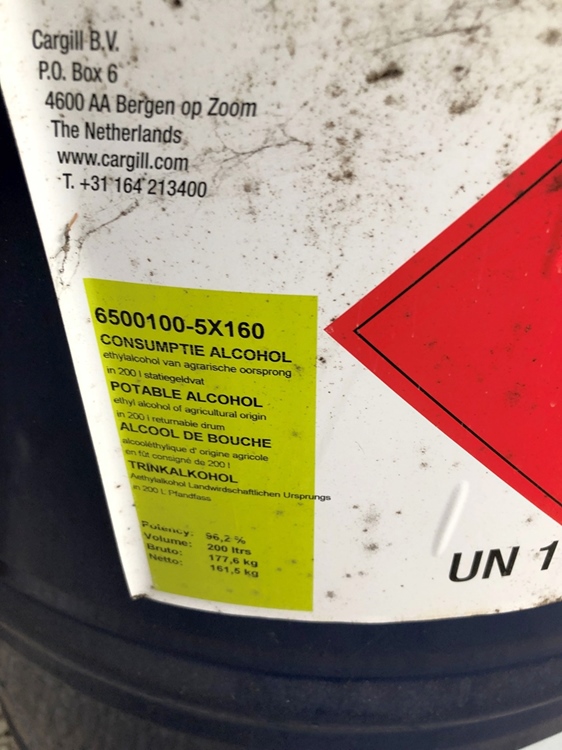 Cargill B.V.
P.O. Box 6
4600 AA Bergen op Zoom
The Netherlands
www.cargill.com
T. +31 164 213400
6500100-5X160
CONSUMPTIE ALCOHOL
ethylalcohol van agrarische oorsprong
in 200 l statiegeldvat
POTABLE ALCOHOL
ethyl alcohol of agricultural origin
in 200 l returnable drum
ALCOOL DE BOUCHE
alcooléthylique d' origine agricole
en fût consigné de 200 l
TRINKALKOHOL
Aethylalkohol Landwirdschaftlichen Ursprungs
in 200 L Pfandfass
Potency: 96,2 %
Volume: 200 ltrs
Bruto: 177,6 kg
Netto: 161,5 kg
UN 1